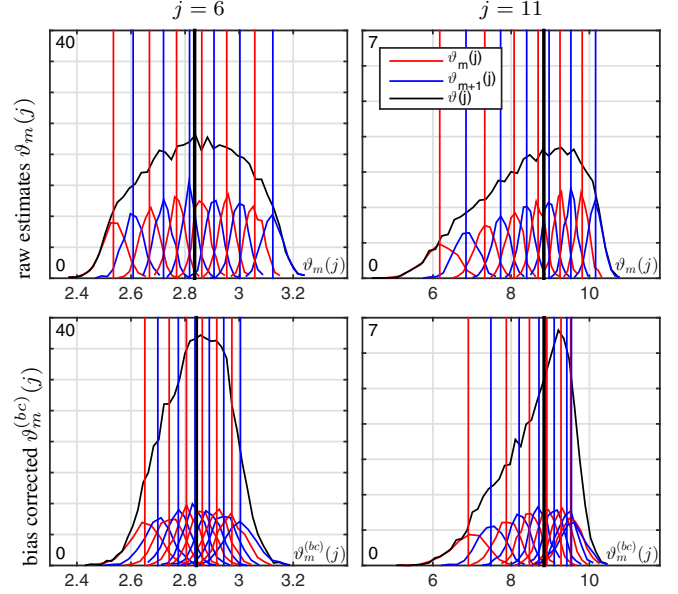 j = 6
j = 11
raw estimates ϑm(j)
40
0
ϑm(j)
2.4 2.6 2.8 3 3.2
7
ϑm(j)
ϑm+1(j)
ϑ(j)
0
ϑm(j)
6 8 10
bias corrected ϑm(bc)(j)
40
0
ϑm(bc)(j)
2.4 2.6 2.8 3 3.2
7
0
ϑm(bc)(j)
6 8 10